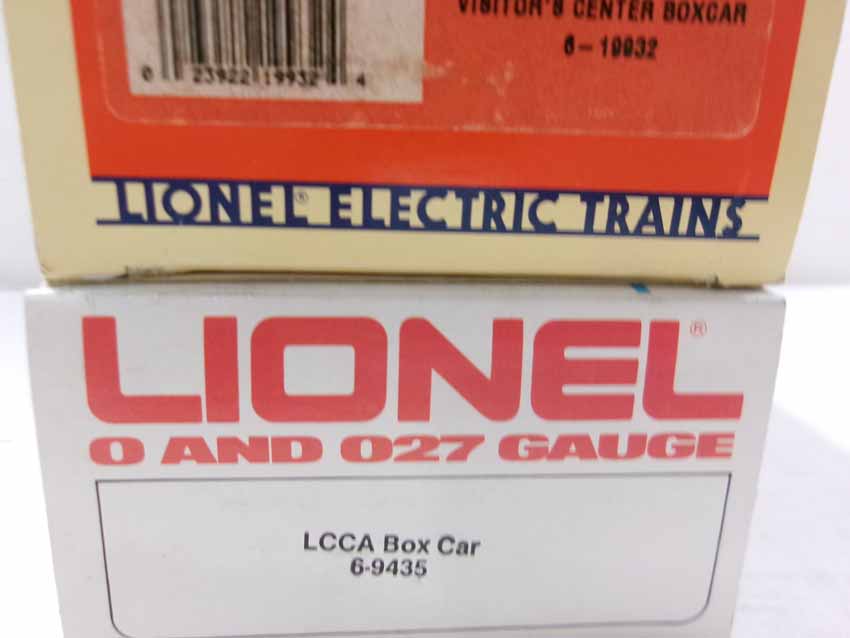 VISITOR'S CENTER BOXCAR
6-19932
0 23922 19932 4
LIONEL® ELECTRIC TRAINS
LIONEL®
O AND O27 GAUGE
LCCA Box Car
6-9435